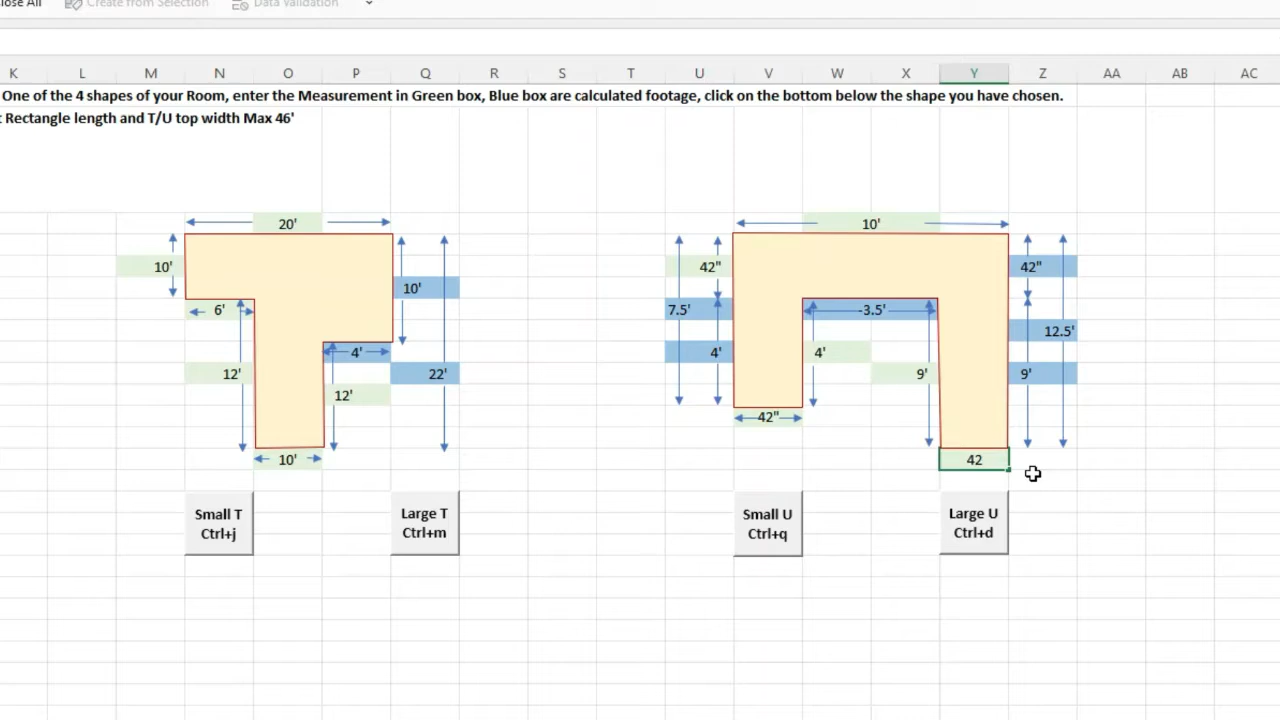 lose All
Create from Selection
Data Validation
K L M N O P Q R S T U V W X Y Z AA AB AC
One of the 4 shapes of your Room, enter the Measurement in Green box, Blue box are calculated footage, click on the bottom below the shape you have chosen.
: Rectangle length and T/U top width Max 46'
20'
10'
10'
6'
4'
12'
22'
12'
10'
Small T
Ctrl+j
Large T
Ctrl+m
10'
42"
42"
7.5'
-3.5'
12.5'
4'
4'
9'
9'
42"
42
Small U
Ctrl+q
Large U
Ctrl+d